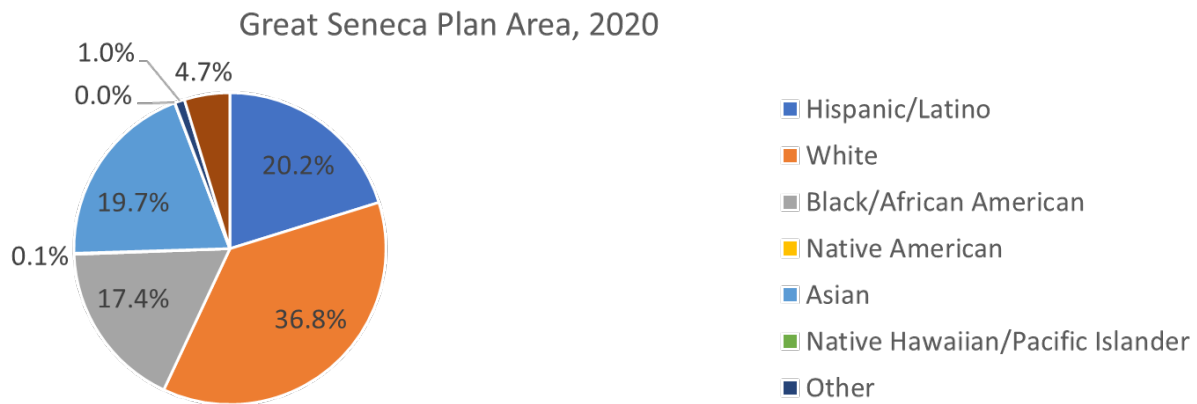 Great Seneca Plan Area, 2020
1.0%
4.7%
0.0%
20.2%
19.7%
0.1%
17.4%
36.8%
Hispanic/Latino
White
Black/African American
Native American
Asian
Native Hawaiian/Pacific Islander
Other